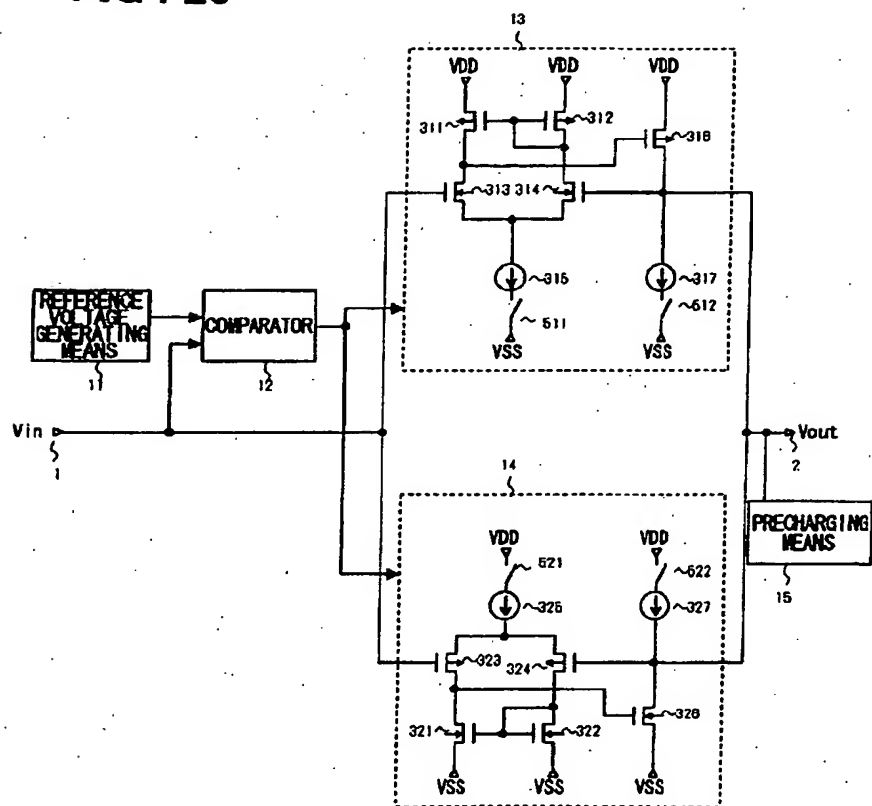 13
VDD VDD VDD
311 312 318
313 314
315 317
511 512
VSS VSS
REFERENCE
VOLTAGE
GENERATING
MEANS
11
COMPARATOR
12
Vin
1
Vout
2
14
PRECHARGING
MEANS
15
VDD VDD
521 522
325 327
323 324
321 322 326
VSS VSS VSS